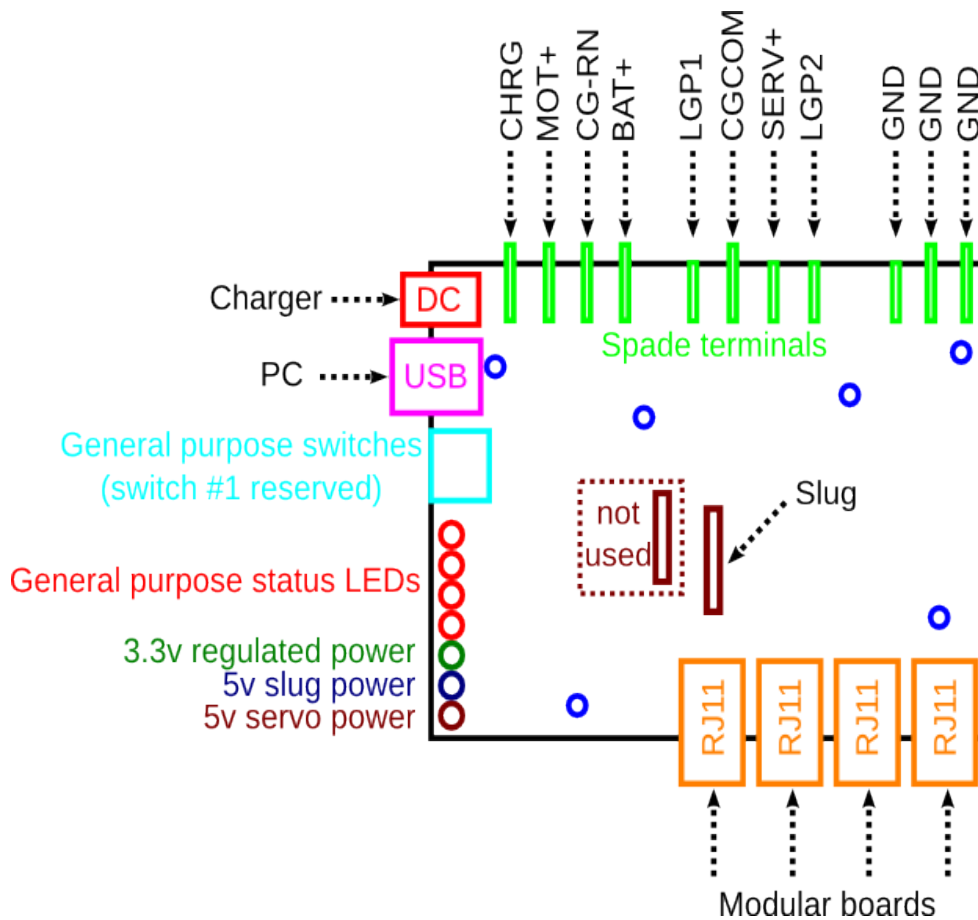 CHRG
MOT+
CG-RN
BAT+
LGP1
CGCOM
SERV+
LGP2
GND
GND
GND
Charger
DC
Spade terminals
PC
USB
General purpose switches
(switch #1 reserved)
Slug
not
used
General purpose status LEDs
3.3v regulated power
5v slug power
5v servo power
RJ11
RJ11
RJ11
RJ11
Modular boards